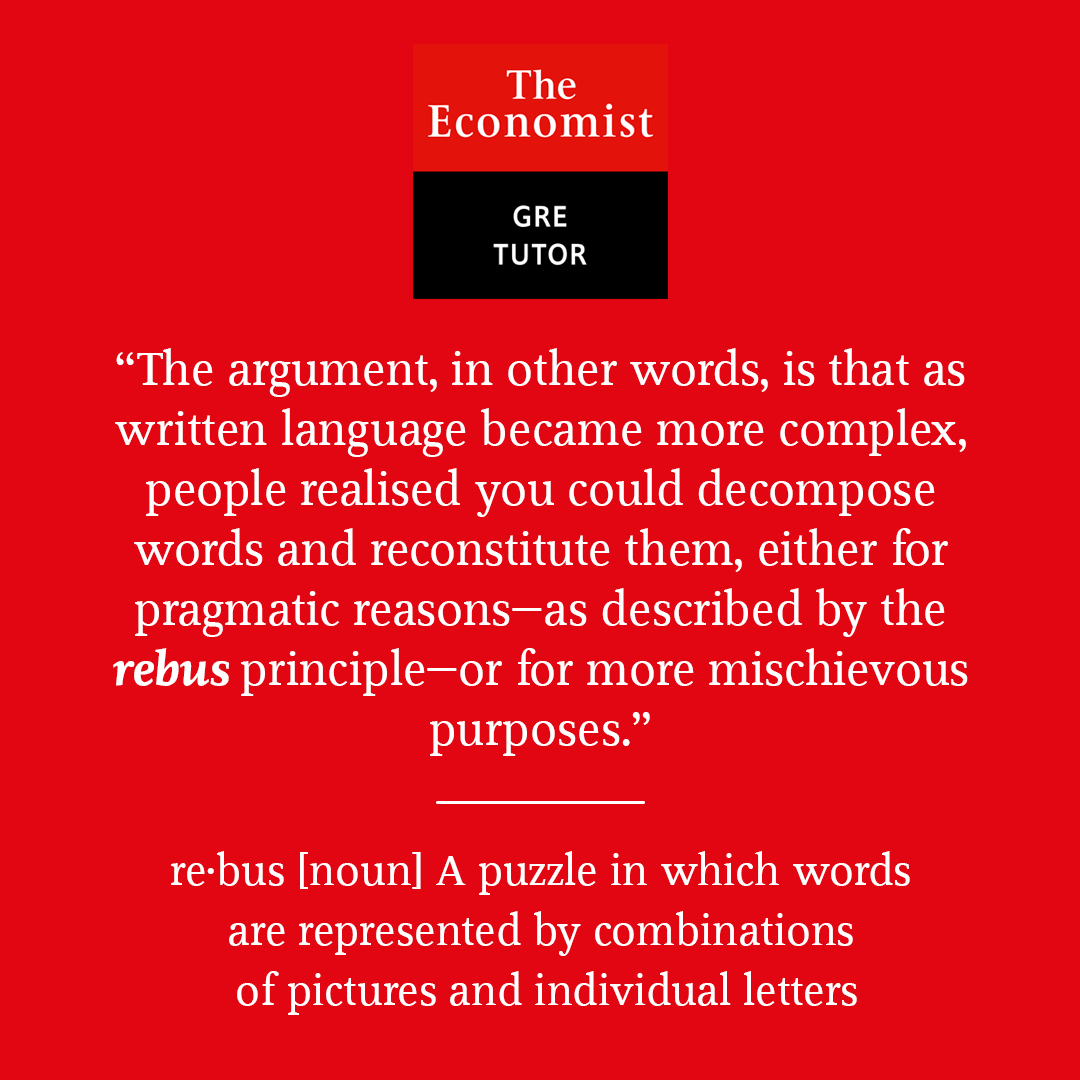 The
Economist
GRE
TUTOR
“The argument, in other words, is that as
written language became more complex,
people realised you could decompose
words and reconstitute them, either for
pragmatic reasons—as described by the
rebus principle—or for more mischievous
purposes.”
re·bus [noun] A puzzle in which words
are represented by combinations
of pictures and individual letters